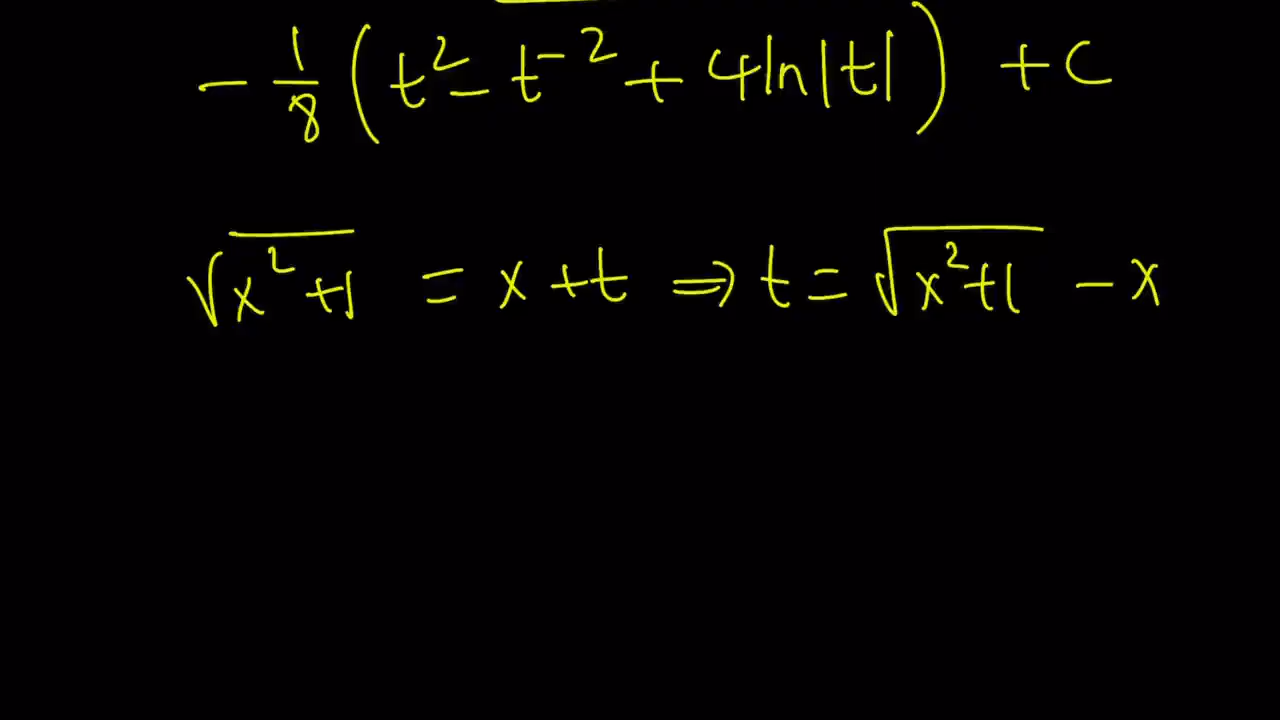 - 1/8 ( t² - t⁻² + 4ln|t| ) + C
√(x²+1) = x + t ⇒ t = √(x²+1) - x